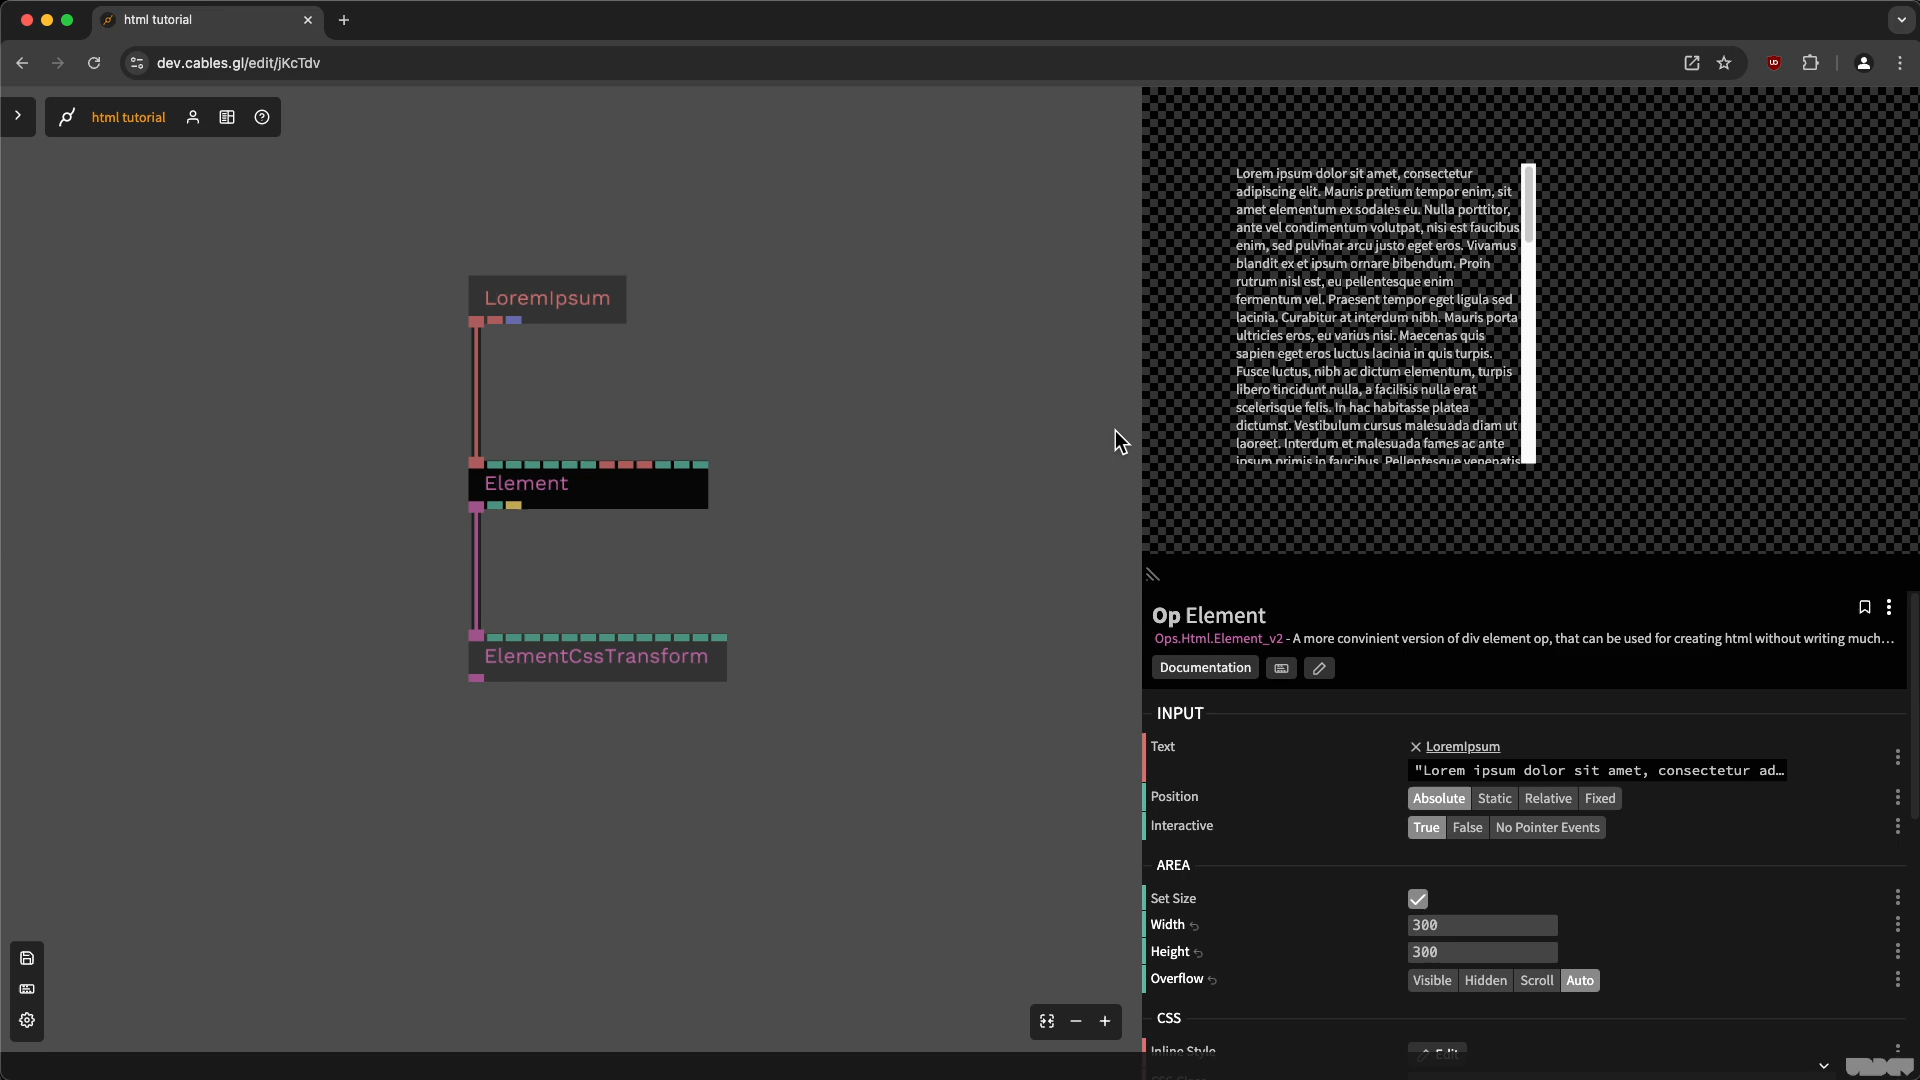 html tutorial
dev.cables.gl/edit/jKcTdv
html tutorial
LoremIpsum
Element
ElementCssTransform
Lorem ipsum dolor sit amet, consectetur
adipiscing elit. Mauris pretium tempor enim, sit
amet elementum ex sodales eu. Nulla porttitor,
ante vel condimentum volutpat, nisi est faucibus
enim, sed pulvinar arcu justo eget eros. Vivamus
blandit ex et ipsum ornare bibendum. Proin
rutrum nisl est, eu pellentesque enim
fermentum vel. Praesent tempor eget ligula sed
lacinia. Curabitur at interdum nibh. Mauris porta
ultricies eros, eu varius nisi. Maecenas quis
sapien eget eros luctus lacinia in quis turpis.
Fusce luctus, nibh ac dictum elementum, turpis
libero tincidunt nulla, a facilisis nulla erat
scelerisque felis. In hac habitasse platea
dictumst. Vestibulum cursus malesuada diam ut
laoreet. Interdum et malesuada fames ac ante
ipsum primis in faucibus. Pellentesque venenatis
Op Element
Ops.Html.Element_v2 - A more convinient version of div element op, that can be used for creating html without writing much...
Documentation
INPUT
Text × LoremIpsum
"Lorem ipsum dolor sit amet, consectetur ad…
Position Absolute Static Relative Fixed
Interactive True False No Pointer Events
AREA
Set Size
Width 300
Height 300
Overflow Visible Hidden Scroll Auto
CSS
Inline Style Edit